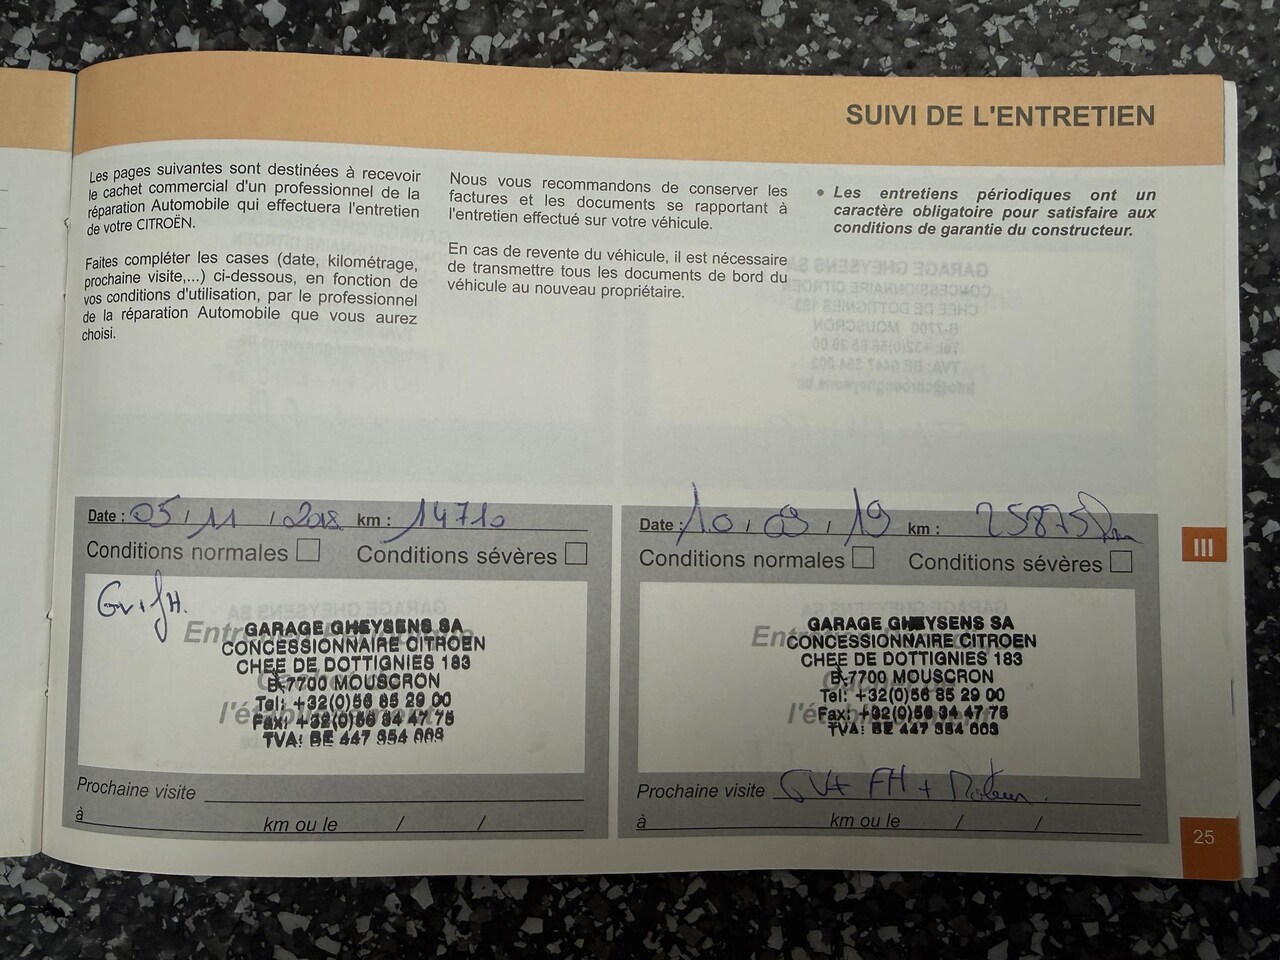 SUIVI DE L'ENTRETIEN
Les pages suivantes sont destinées à recevoir
le cachet commercial d'un professionnel de la
réparation Automobile qui effectuera l'entretien
de votre CITROËN.
Faites compléter les cases (date, kilométrage,
prochaine visite,...) ci-dessous, en fonction de
vos conditions d'utilisation, par le professionnel
de la réparation Automobile que vous aurez
choisi.
Nous vous recommandons de conserver les
factures et les documents se rapportant à
l'entretien effectué sur votre véhicule.
En cas de revente du véhicule, il est nécessaire
de transmettre tous les documents de bord du
véhicule au nouveau propriétaire.
• Les entretiens périodiques ont un
caractère obligatoire pour satisfaire aux
conditions de garantie du constructeur.
Date : 05 / 11 / 2018 km : 14710
Conditions normales Conditions sévères
GARAGE GHEYSENS SA
CONCESSIONNAIRE CITROEN
CHEE DE DOTTIGNIES 183
B-7700 MOUSCRON
Tel: +32(0)56 85 29 00
Fax: +32(0)56 34 47 75
TVA: BE 447 354 003
Prochaine visite
à km ou le / /
Date : 10 / 09 / 19 km : 25875
Conditions normales Conditions sévères
GARAGE GHEYSENS SA
CONCESSIONNAIRE CITROEN
CHEE DE DOTTIGNIES 183
B-7700 MOUSCRON
Tel: +32(0)56 85 29 00
Fax: +32(0)56 34 47 75
TVA: BE 447 354 003
Prochaine visite GV+ FH + Moteur.
à km ou le / /
III
25